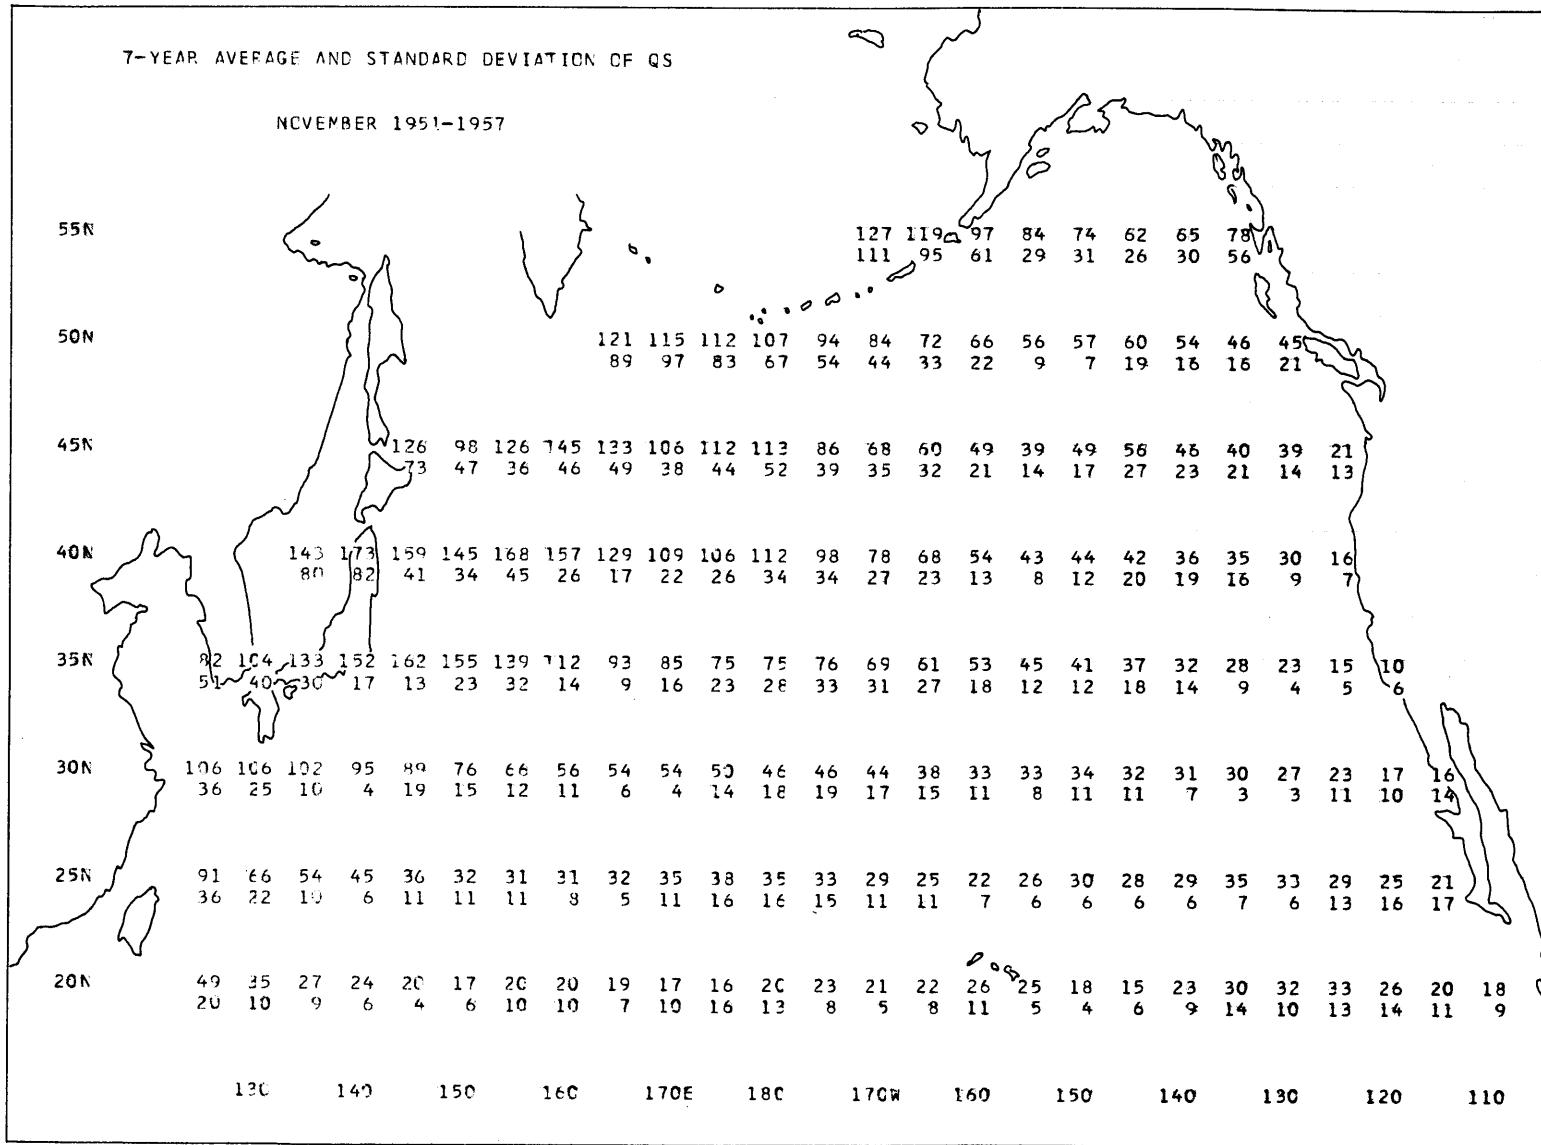 7-YEAR AVERAGE AND STANDARD DEVIATION OF QS
NOVEMBER 1951-1957
55N 127 119 97 84 74 62 65 78
111 95 61 29 31 26 30 56
50N 121 115 112 107 94 84 72 66 56 57 60 54 46 45
89 97 83 67 54 44 33 22 9 7 19 16 16 21
45N 126 98 126 145 133 106 112 113 86 68 60 49 39 49 56 46 40 39 21
73 47 36 46 49 38 44 52 39 35 32 21 14 17 27 23 21 14 13
40N 143 173 159 145 168 157 129 109 106 112 98 78 68 54 43 44 42 36 35 30 16
80 82 41 34 45 26 17 22 26 34 34 27 23 13 8 12 20 19 16 9 7
35N 82 104 133 152 162 155 139 112 93 85 75 75 76 69 61 53 45 41 37 32 28 23 15 10
51 40 30 17 13 23 32 14 9 16 23 28 33 31 27 18 12 12 18 14 9 4 5 6
30N 106 106 102 95 89 76 66 56 54 54 50 46 46 44 38 33 33 34 32 31 30 27 23 17 16
36 25 10 4 19 15 12 11 6 4 14 18 19 17 15 11 8 11 11 7 3 3 11 10 14
25N 91 66 54 45 36 32 31 31 32 35 38 35 33 29 25 22 26 30 28 29 35 33 29 25 21
36 22 10 6 11 11 11 8 5 11 16 16 15 11 11 7 6 6 6 6 7 6 13 16 17
20N 49 35 27 24 20 17 20 20 19 17 16 20 23 21 22 26 25 18 15 23 30 32 33 26 20 18
20 10 9 6 4 6 10 10 7 10 16 13 8 5 8 11 5 4 6 9 14 10 13 14 11 9
130 140 150 160 170E 180 170W 160 150 140 130 120 110